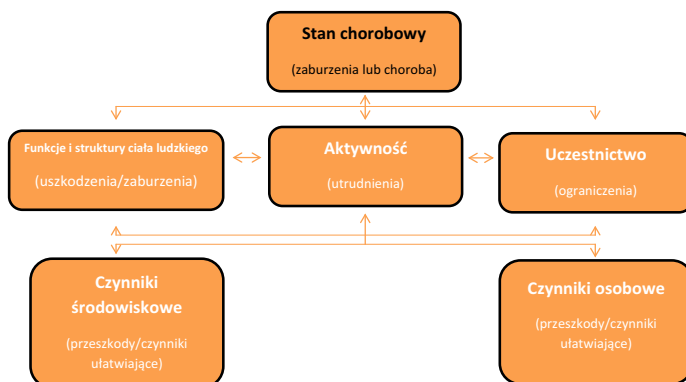 Stan chorobowy
(zaburzenia lub choroba)
Funkcje i struktury ciała ludzkiego
(uszkodzenia/zaburzenia)
Aktywność
(utrudnienia)
Uczestnictwo
(ograniczenia)
Czynniki
środowiskowe
(przeszkody/czynniki
ułatwiające)
Czynniki osobowe
(przeszkody/czynniki
ułatwiające)